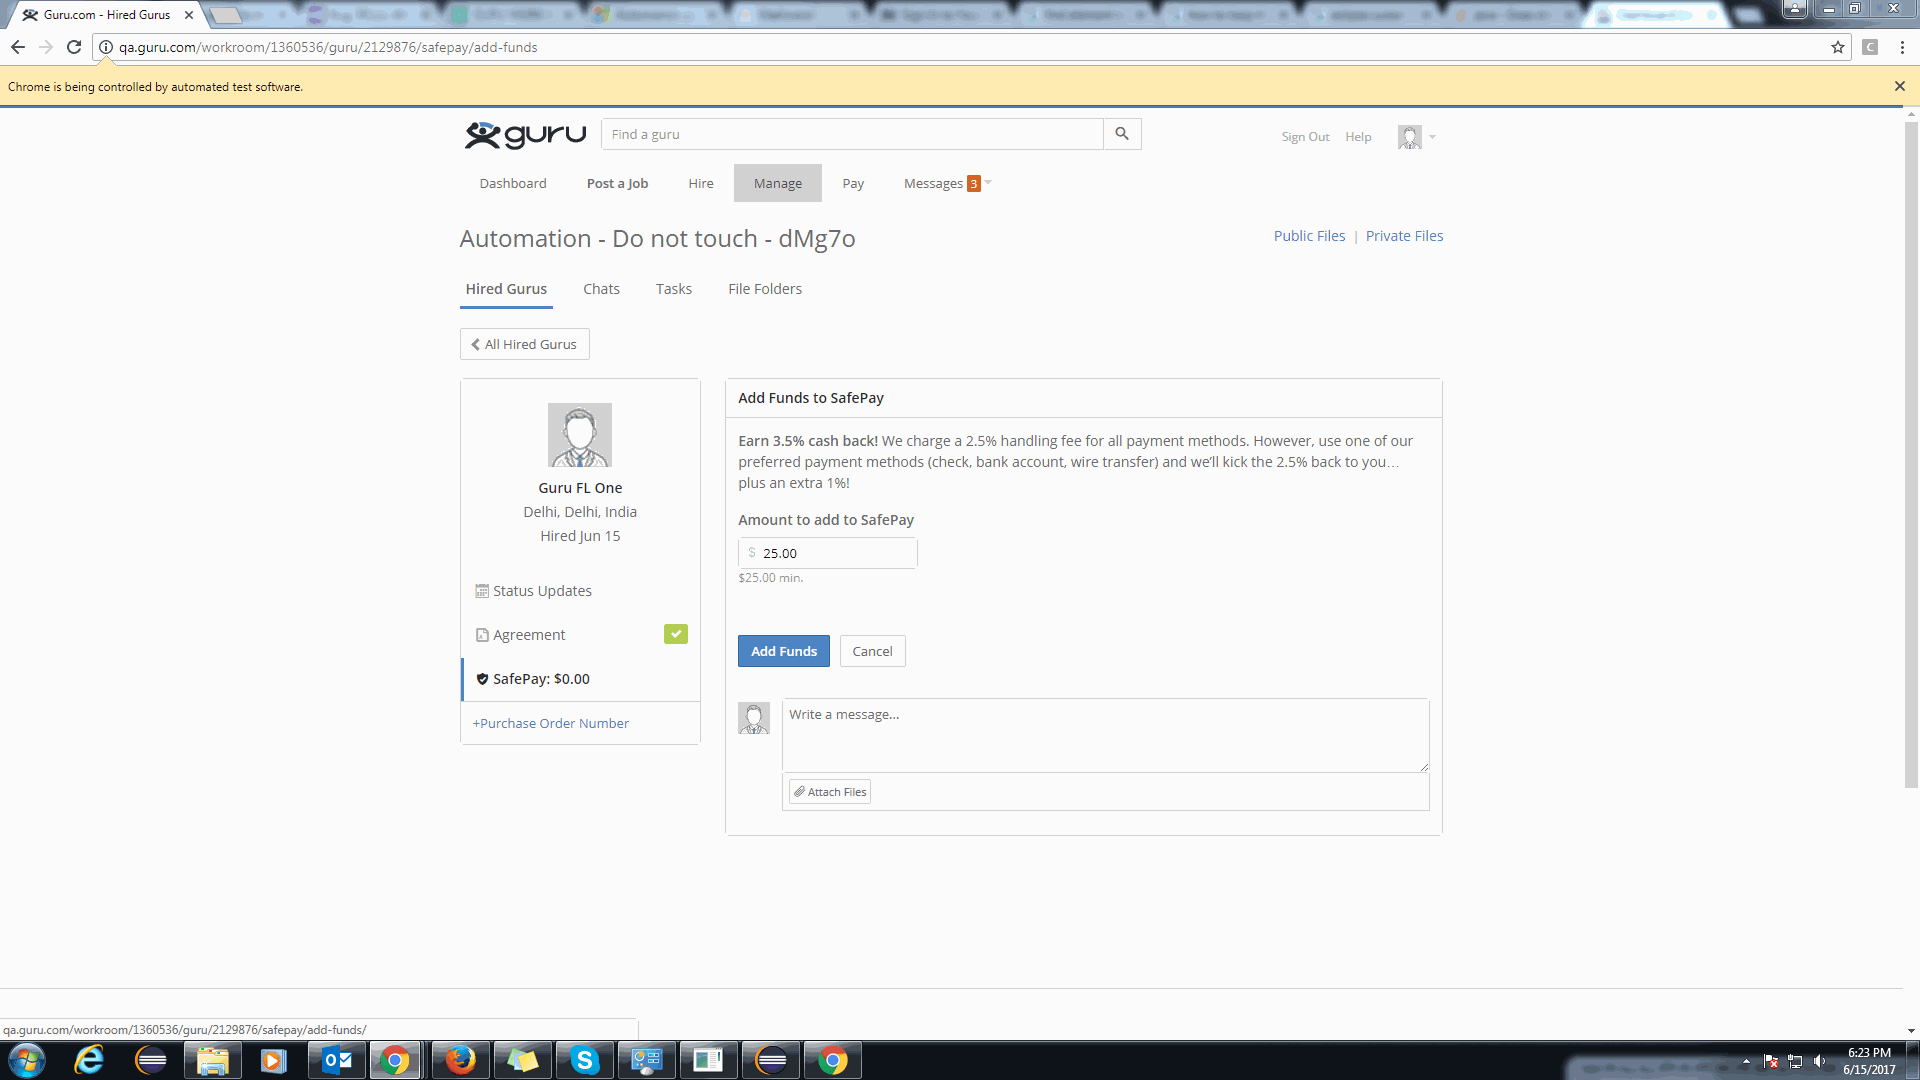 Guru.com - Hired Gurus
qa.guru.com/workroom/1360536/guru/2129876/safepay/add-funds
C
Chrome is being controlled by automated test software.
guru
Find a guru
Sign Out
Help
Dashboard
Post a Job
Hire
Manage
Pay
Messages 3
Automation - Do not touch - dMg7o
Public Files | Private Files
Hired Gurus
Chats
Tasks
File Folders
All Hired Gurus
Guru FL One
Delhi, Delhi, India
Hired Jun 15
Status Updates
Agreement
SafePay: $0.00
+Purchase Order Number
Add Funds to SafePay
Earn 3.5% cash back! We charge a 2.5% handling fee for all payment methods. However, use one of our
preferred payment methods (check, bank account, wire transfer) and we'll kick the 2.5% back to you...
plus an extra 1%!
Amount to add to SafePay
$ 25.00
$25.00 min.
Add Funds
Cancel
Write a message...
Attach Files
qa.guru.com/workroom/1360536/guru/2129876/safepay/add-funds/
6:23 PM
6/15/2017